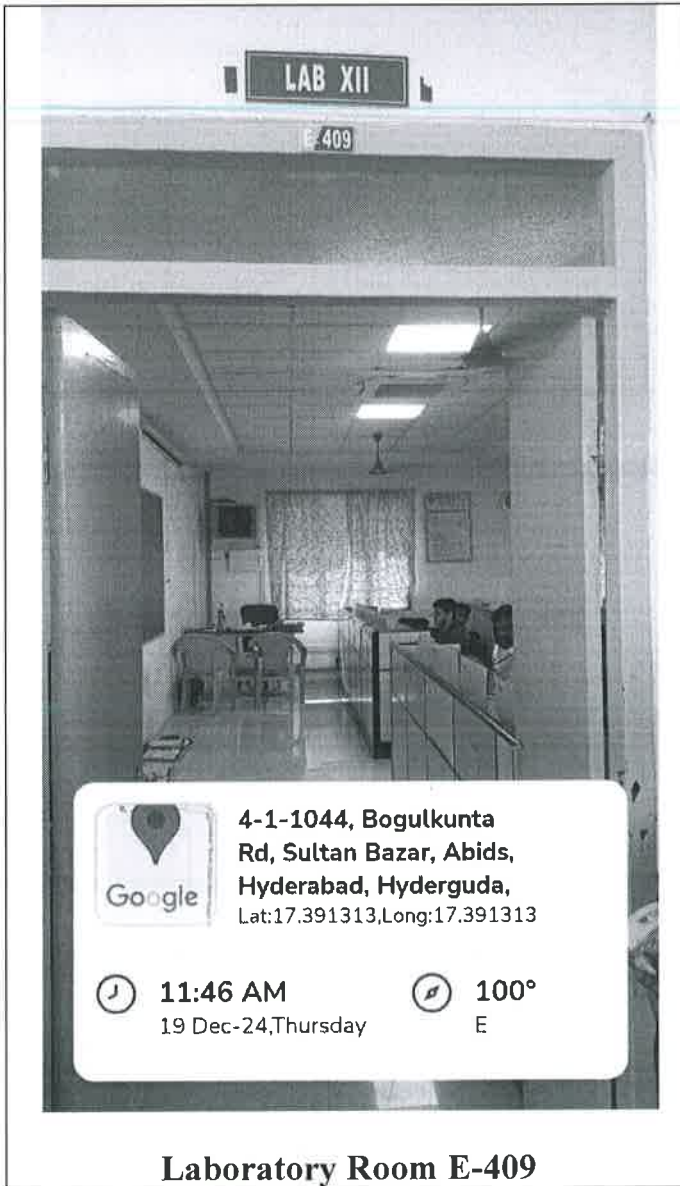 LAB XII
E-409
Google
4-1-1044, Bogulkunta
Rd, Sultan Bazar, Abids,
Hyderabad, Hyderguda,
Lat:17.391313,Long:17.391313
11:46 AM
19 Dec-24,Thursday
100°
E
Laboratory Room E-409